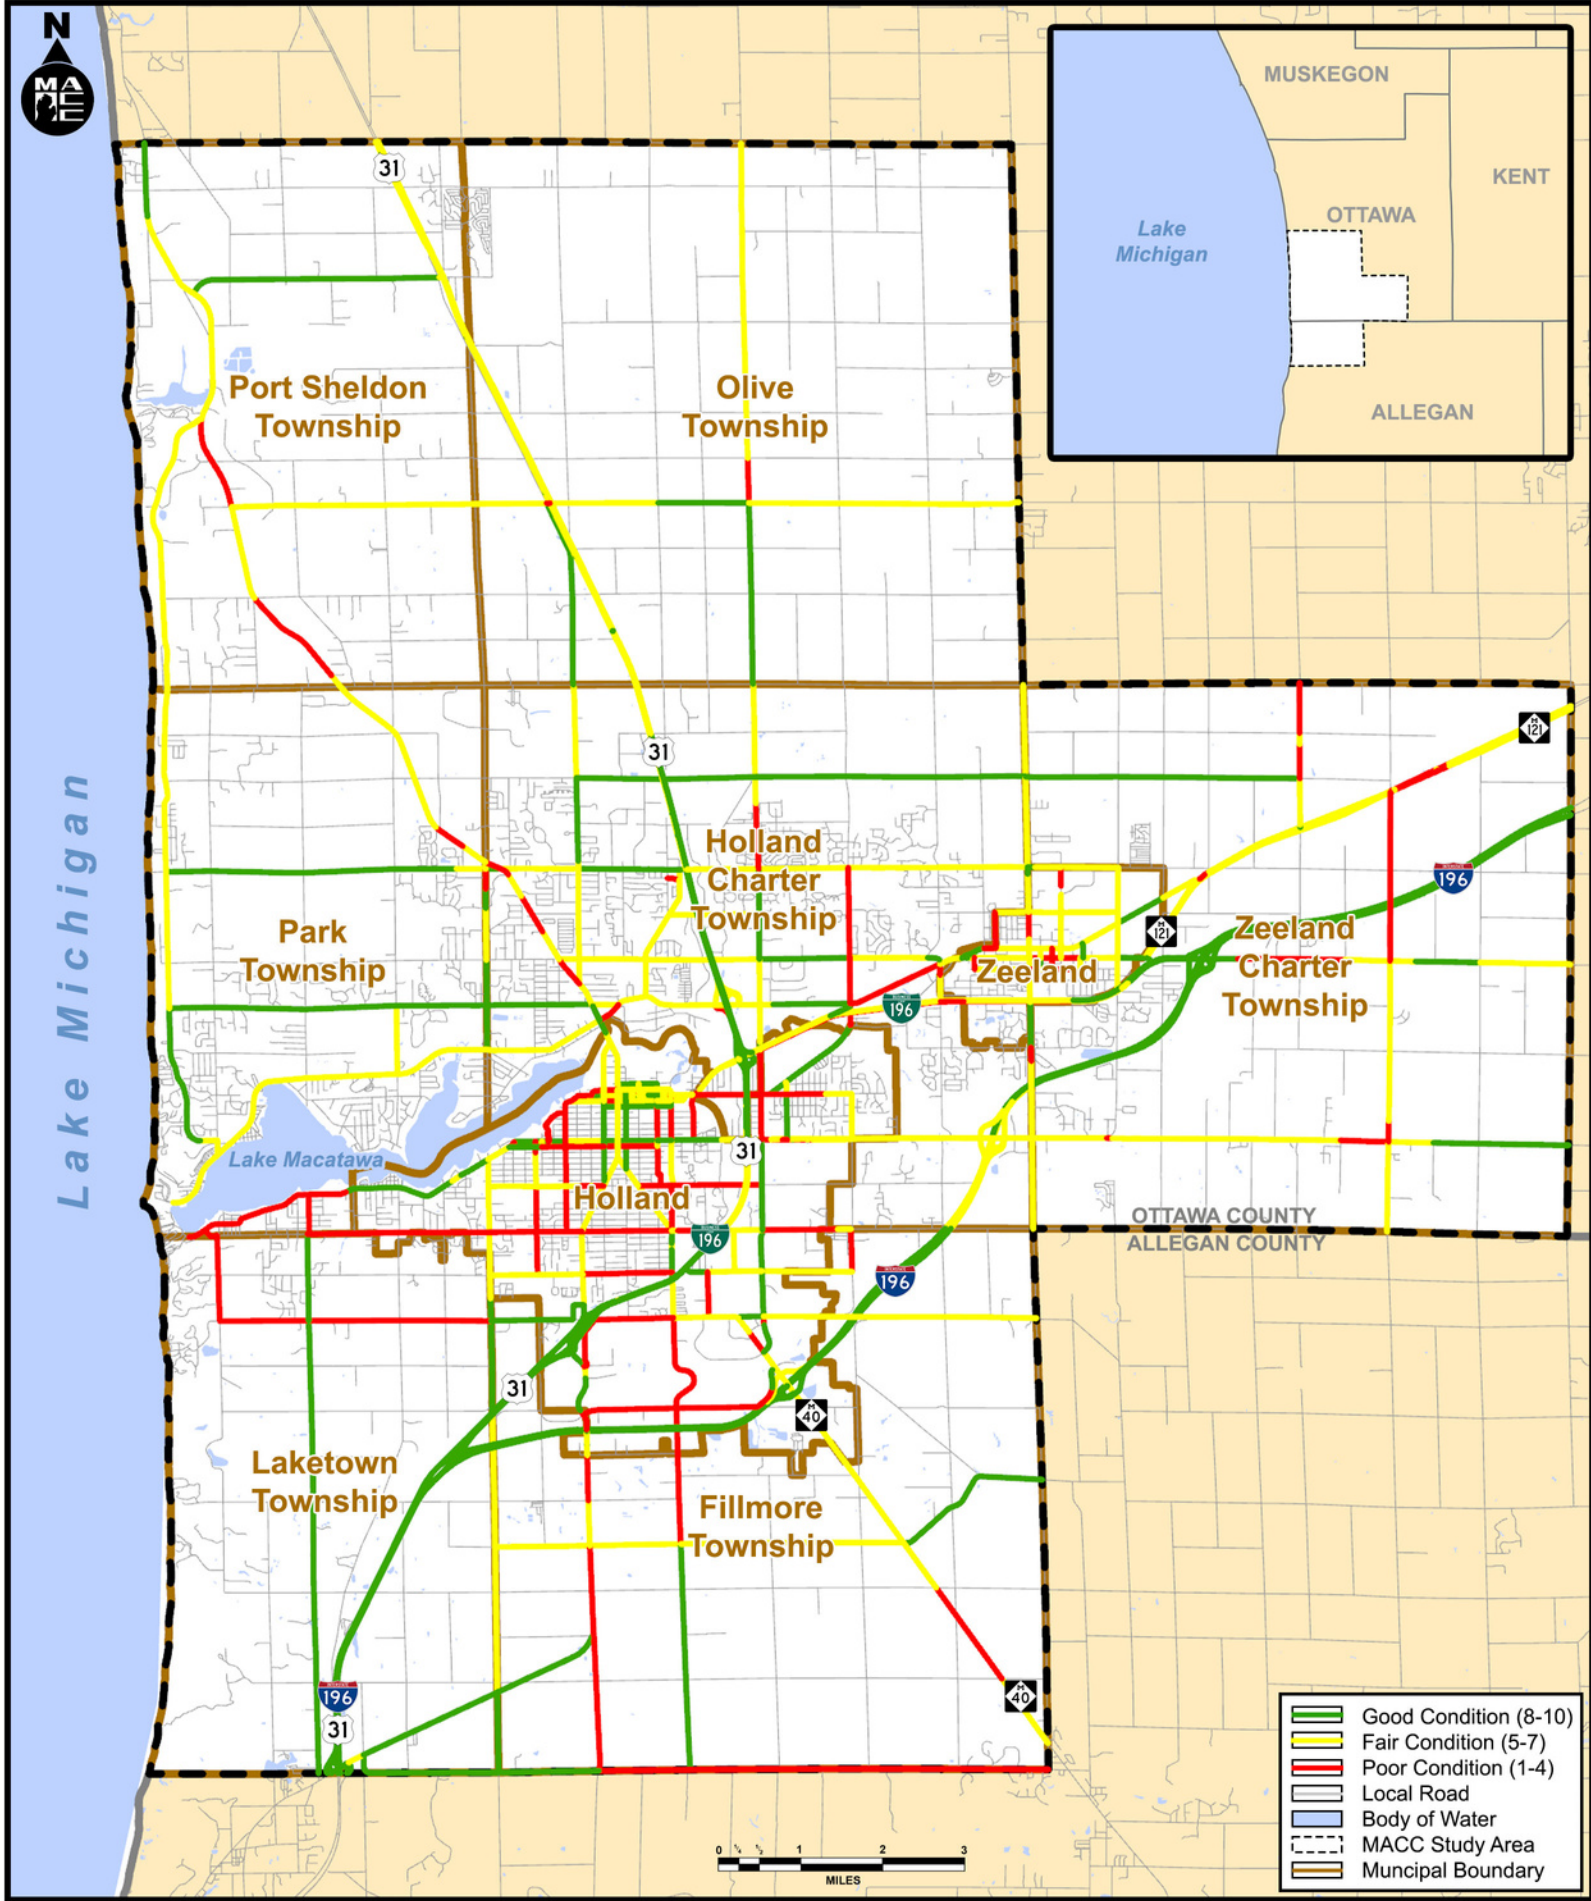 N
MA
CC
MUSKEGON
KENT
OTTAWA
Lake
Michigan
ALLEGAN
31
Port Sheldon
Township
Olive
Township
31
M
121
Holland
Charter
Township
196
Park
Township
M
121
Zeeland
Zeeland
Charter
Township
196
Lake Michigan
Lake Macatawa
31
Holland
196
OTTAWA COUNTY
ALLEGAN COUNTY
196
31
M
40
Laketown
Township
Fillmore
Township
196
31
M
40
Good Condition (8-10)
Fair Condition (5-7)
Poor Condition (1-4)
Local Road
Body of Water
MACC Study Area
Muncipal Boundary
0 1 2 3
MILES